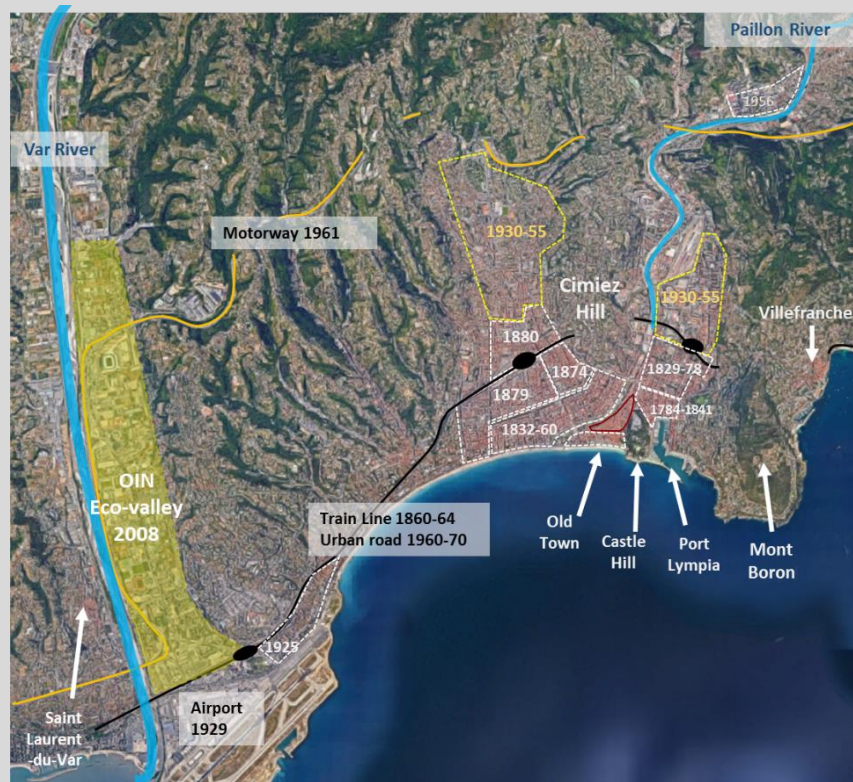 Paillon River
1956
Var River
Motorway 1961
1930-55
Cimiez
Hill
1930-55
Villefranche
1880
1874
1829-78
1879
1784-1841
1832-60
OIN
Eco-valley
2008
Train Line 1860-64
Urban road 1960-70
Old
Town
Castle
Hill
Port
Lympia
Mont
Boron
1925
Airport
1929
Saint
Laurent
-du-Var